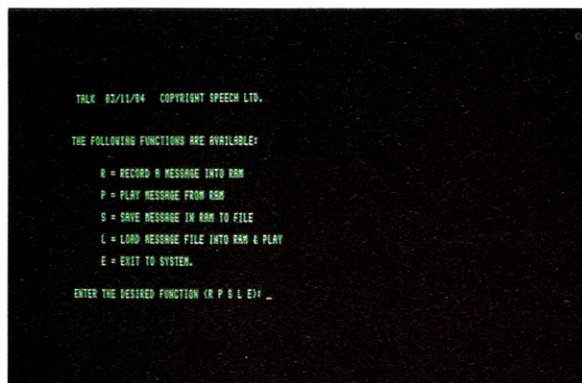 TALK 03/11/84 COPYRIGHT SPEECH LTD.
THE FOLLOWING FUNCTIONS ARE AVAILABLE:
R = RECORD A MESSAGE INTO RAM
P = PLAY MESSAGE FROM RAM
S = SAVE MESSAGE IN RAM TO FILE
L = LOAD MESSAGE FILE INTO RAM & PLAY
E = EXIT TO SYSTEM.
ENTER THE DESIRED FUNCTION (R P S L E): _